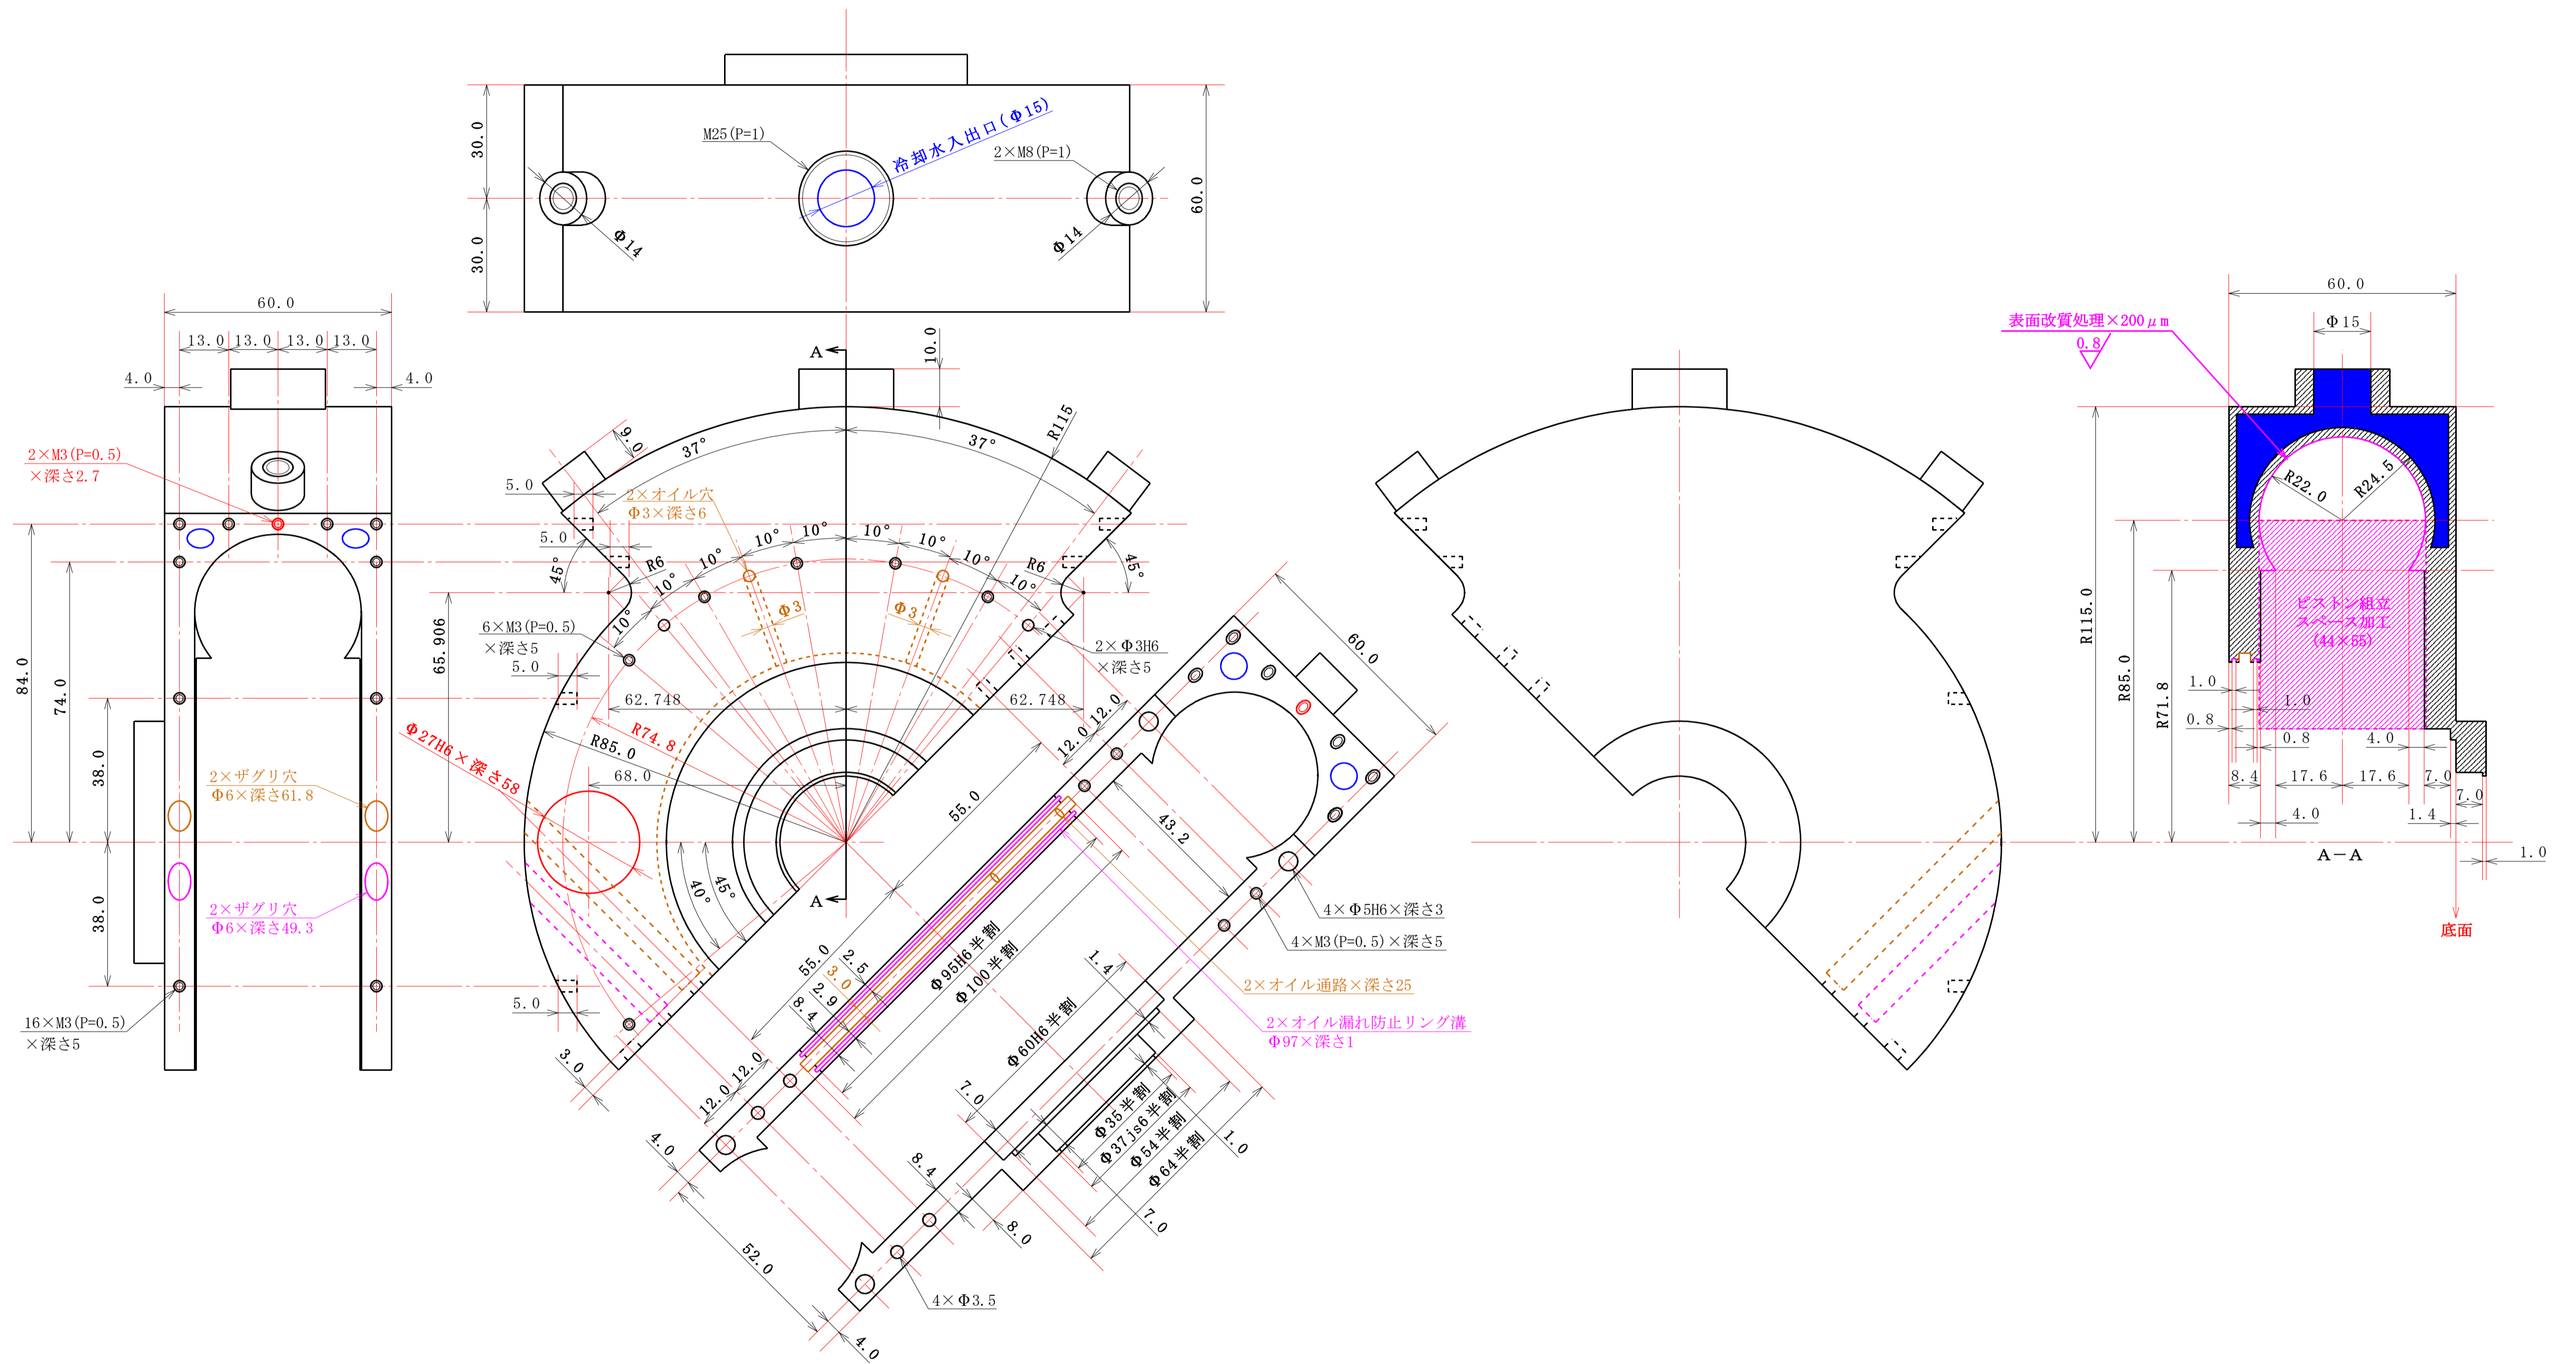 30.0
30.0
M25(P=1)
冷却水入出口(Φ15)
2×M8(P=1)
Φ14
Φ14
60.0
60.0
13.0
13.0
13.0
13.0
4.0
4.0
2×M3(P=0.5)
×深さ2.7
84.0
74.0
38.0
38.0
2×ザグリ穴
Φ6×深さ61.8
2×ザグリ穴
Φ6×深さ49.3
16×M3(P=0.5)
×深さ5
A
10.0
R115
9.0
37°
37°
5.0
2×オイル穴
Φ3×深さ6
5.0
45°
R6
10°
10°
10°
10°
10°
10°
10°
10°
10°
R6
45°
Φ3
Φ3
65.906
6×M3(P=0.5)
×深さ5
5.0
2×Φ3H6
×深さ5
62.748
62.748
R74.8
R85.0
68.0
Φ27H6×深さ58
40°
45°
A
5.0
3.0
60.0
12.0
12.0
55.0
43.2
55.0
2.5
3.0
2.9
8.4
Φ95H6半割
Φ100半割
12.0
12.0
4.0
52.0
4.0
4×Φ5H6×深さ3
4×M3(P=0.5)×深さ5
2×オイル通路×深さ25
2×オイル漏れ防止リング溝
Φ97×深さ1
1.4
Φ60H6半割
7.0
Φ35半割
Φ37js6半割
Φ54半割
Φ64半割
1.0
7.0
8.4
8.0
4×Φ3.5
60.0
Φ15
表面改質処理×200μm
0.8
R22.0
R24.5
ピストン組立
スペース加工
(44×55)
R115.0
R85.0
R71.8
1.0
1.0
0.8
0.8
4.0
8.4
17.6
17.6
7.0
7.0
4.0
1.4
1.0
A-A
底面